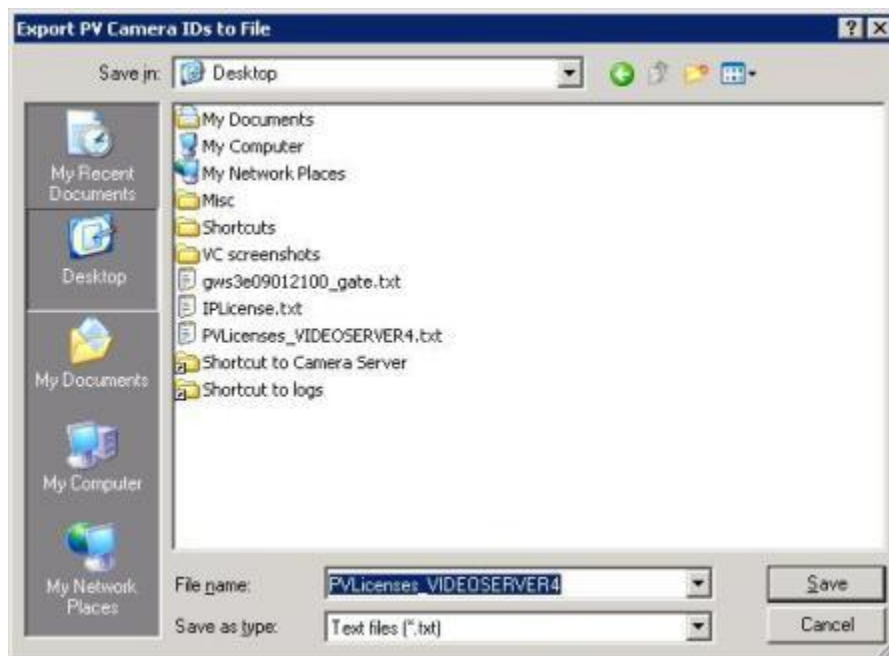 Export PV Camera IDs to File
Save in: Desktop
My Recent
Documents
Desktop
My Documents
My Computer
My Network
Places
My Documents
My Computer
My Network Places
Misc
Shortcuts
VC screenshots
gws3e09012100_gate.txt
IPLicense.txt
PVLicenses_VIDEOSERVER4.txt
Shortcut to Camera Server
Shortcut to logs
File name: PVLicenses_VIDEOSERVER4 Save
Save as type: Text files (*.txt) Cancel